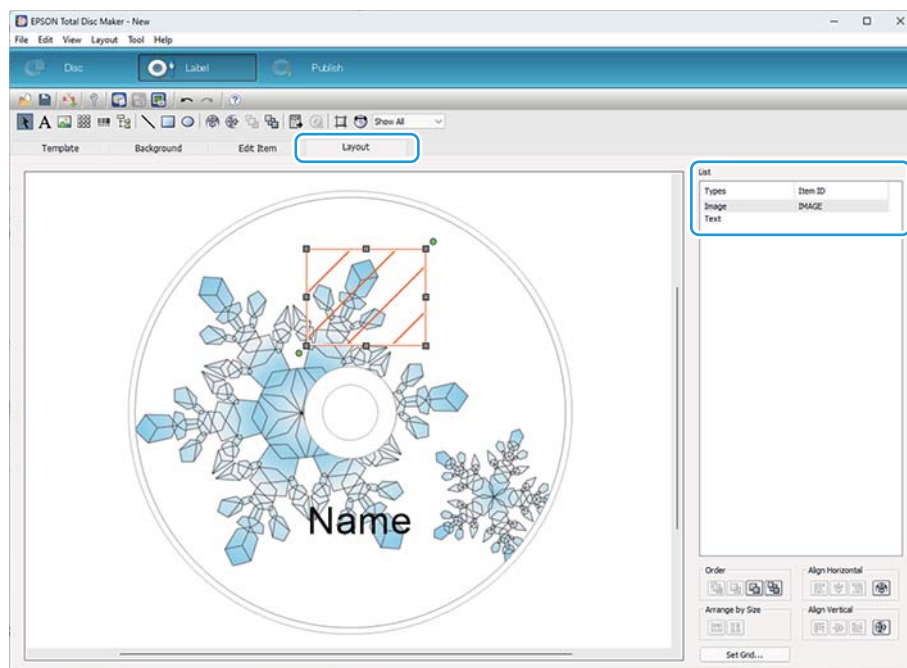 EPSON Total Disc Maker - New
File Edit View Layout Tool Help
Disc Label Publish
Show All
Template Background Edit Item Layout
List
Types Item ID
Image IMAGE
Text
Name
Order Align Horizontal
Arrange by Size Align Vertical
Set Grid...